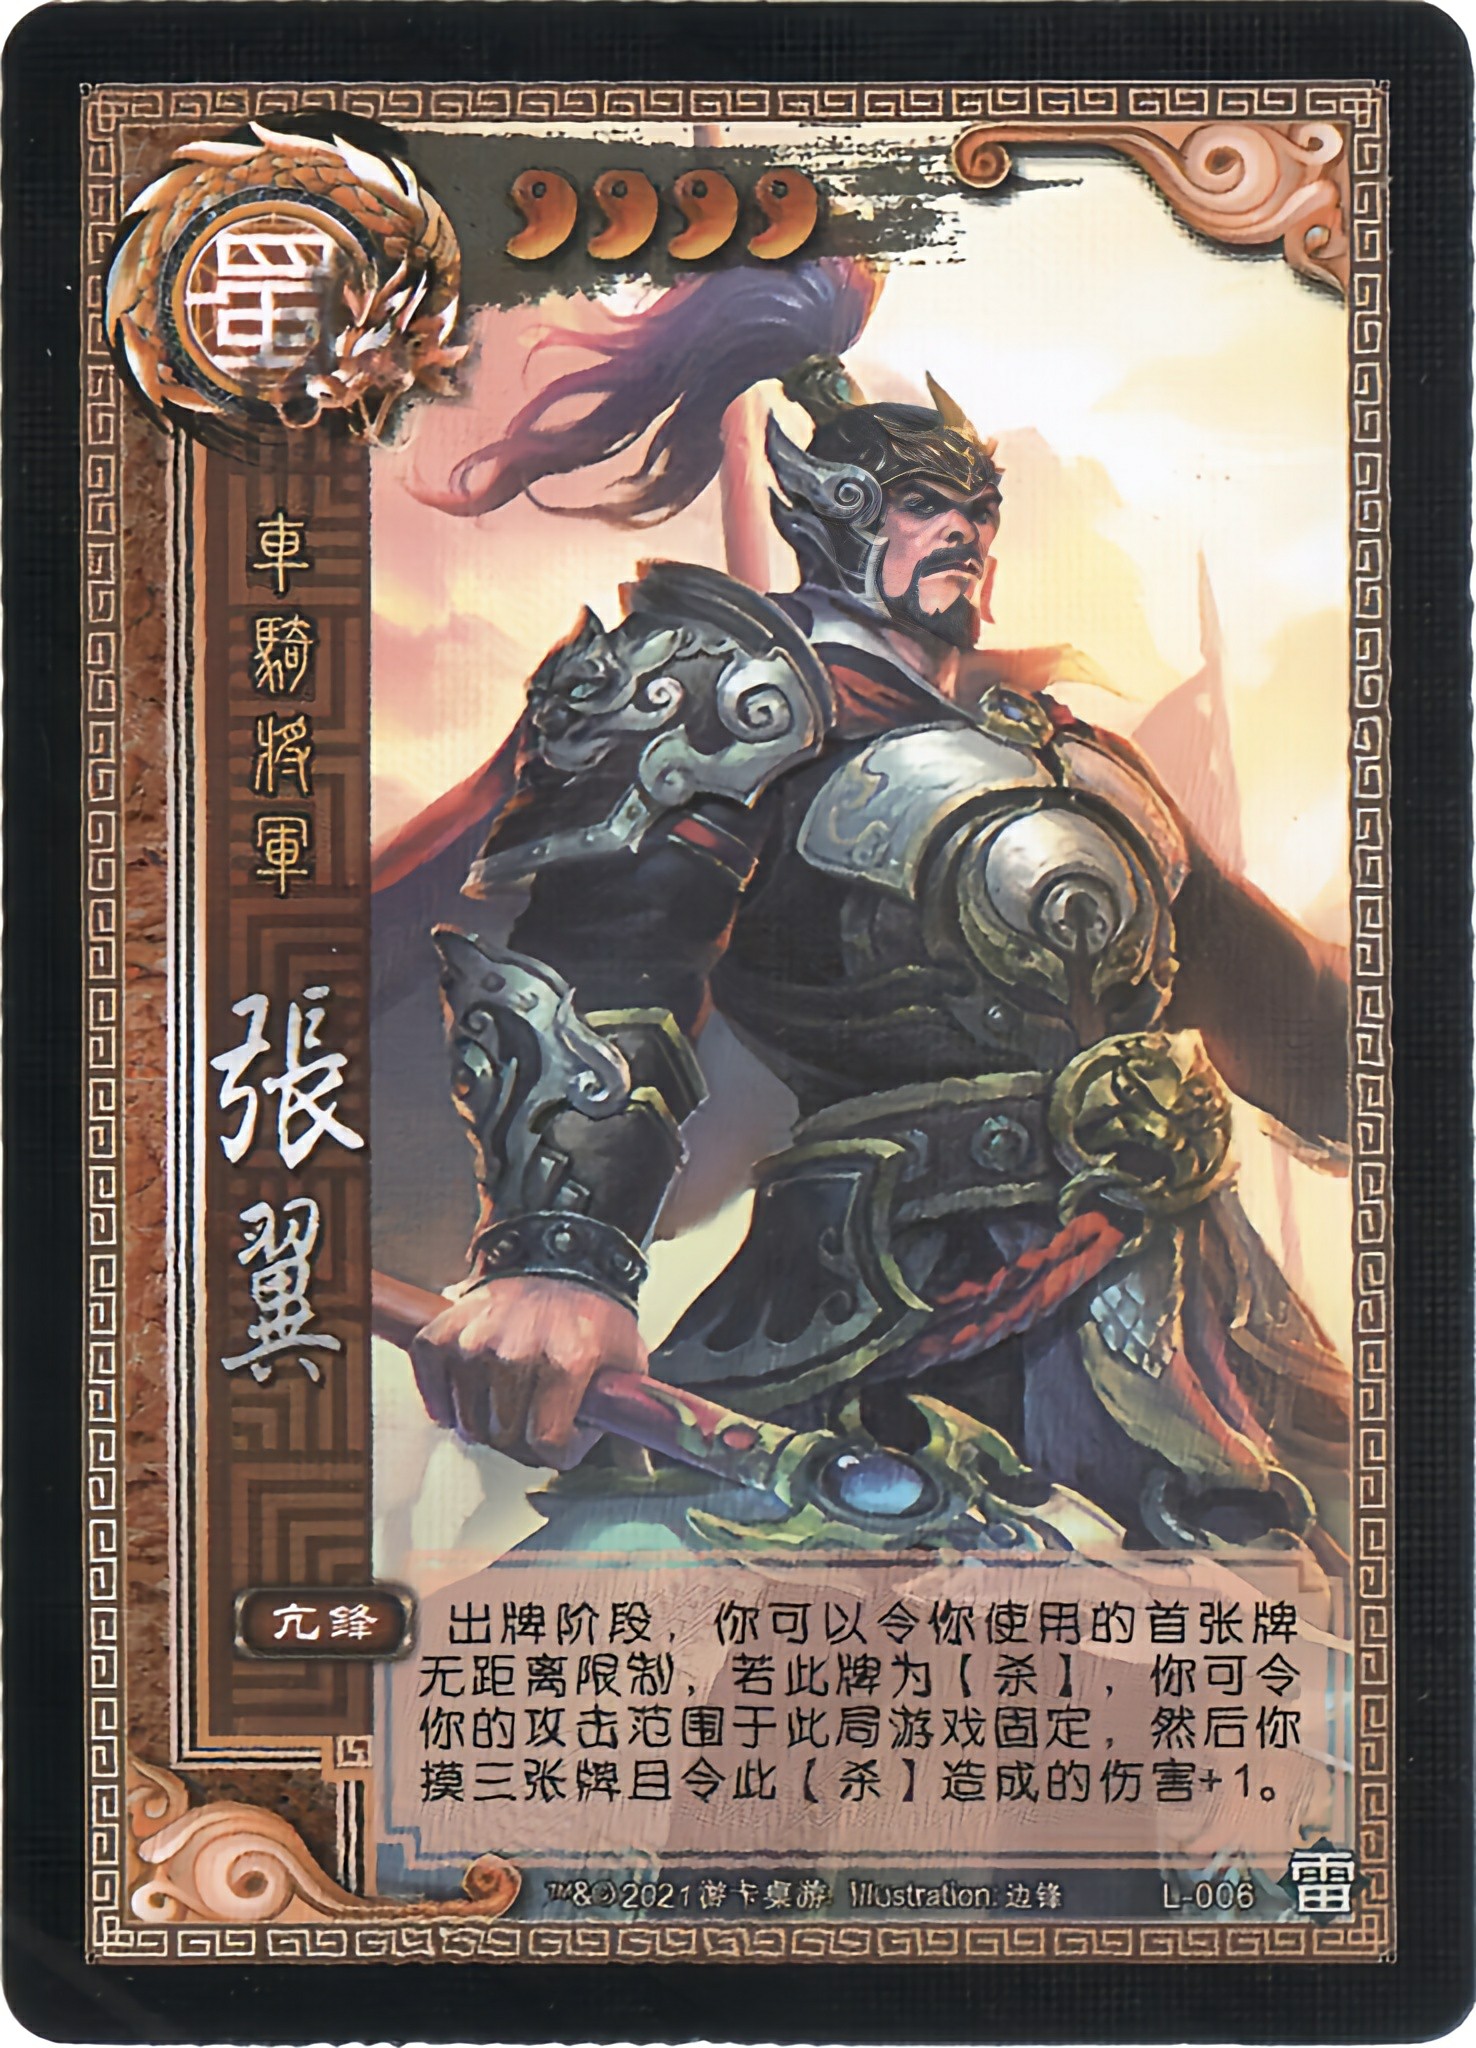 蜀
車騎將軍
張翼
亢鋒
出牌阶段，你可以令你使用的首张牌
无距离限制，若此牌为【杀】，你可令
你的攻击范围于此局游戏固定，然后你
摸三张牌且令此【杀】造成的伤害+1。
™&©2021游卡桌游 Illustration:边锋
L-006
雷